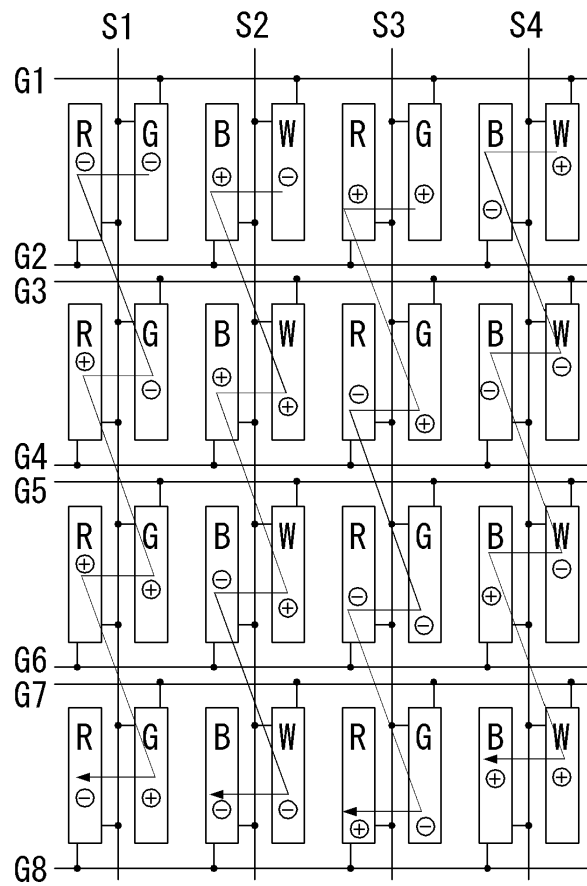 S1 S2 S3 S4
G1
R G B W R G B W
⊖ ⊖ ⊕ ⊖ ⊕ ⊕ ⊖ ⊕
G2
G3
R G B W R G B W
⊕ ⊖ ⊕ ⊕ ⊖ ⊕ ⊖ ⊖
G4
G5
R G B W R G B W
⊕ ⊕ ⊖ ⊕ ⊖ ⊖ ⊕ ⊖
G6
G7
R G B W R G B W
⊖ ⊕ ⊖ ⊖ ⊕ ⊖ ⊕ ⊕
G8